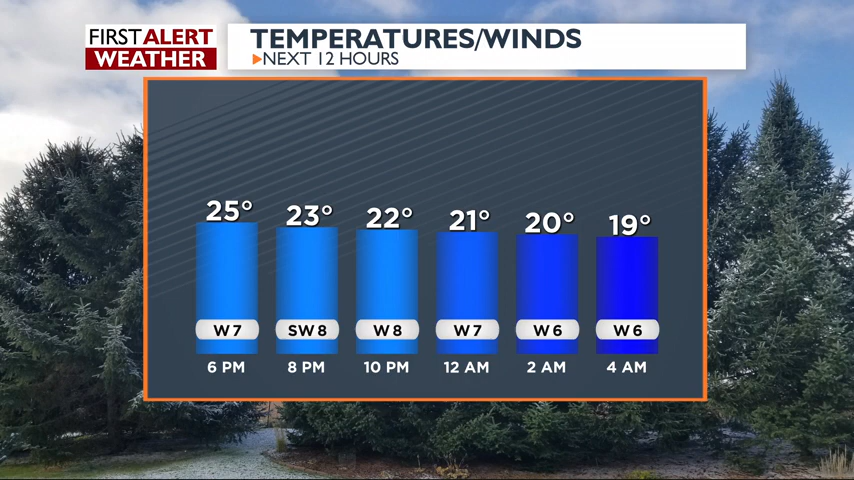 FIRST ALERT
WEATHER
TEMPERATURES/WINDS
NEXT 12 HOURS
25° 23° 22° 21° 20° 19°
W 7 SW 8 W 8 W 7 W 6 W 6
6 PM 8 PM 10 PM 12 AM 2 AM 4 AM